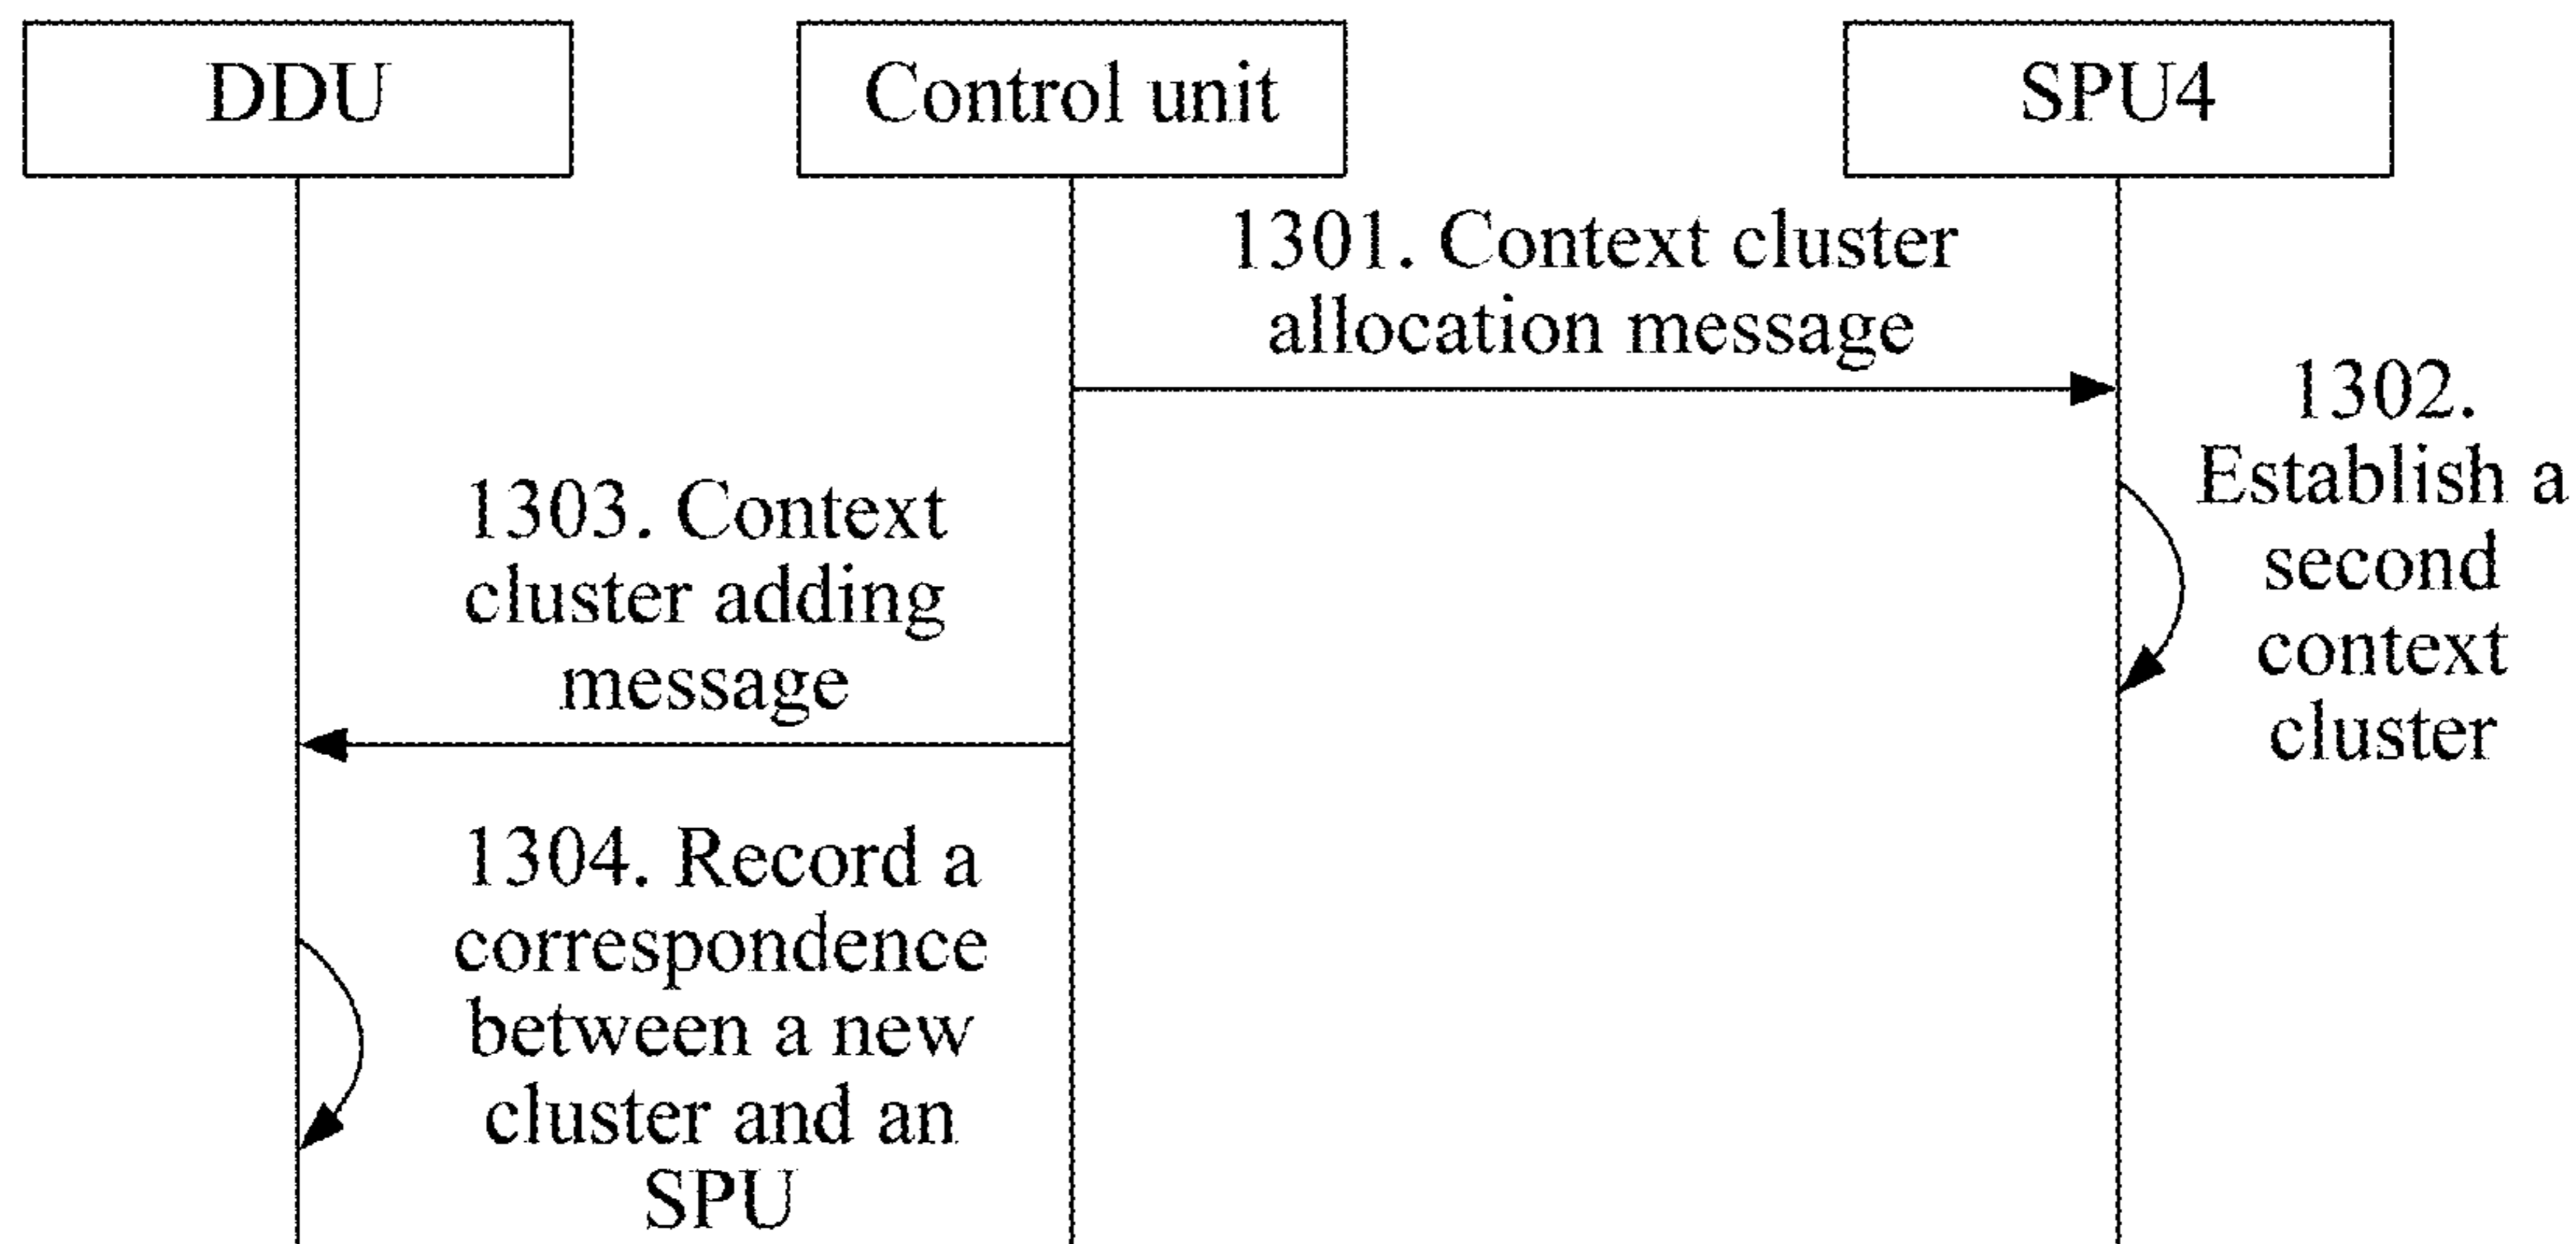 DDU
Control unit
SPU4
1301. Context cluster
allocation message
1302.
Establish a
second
context
cluster
1303. Context
cluster adding
message
1304. Record a
correspondence
between a new
cluster and an
SPU